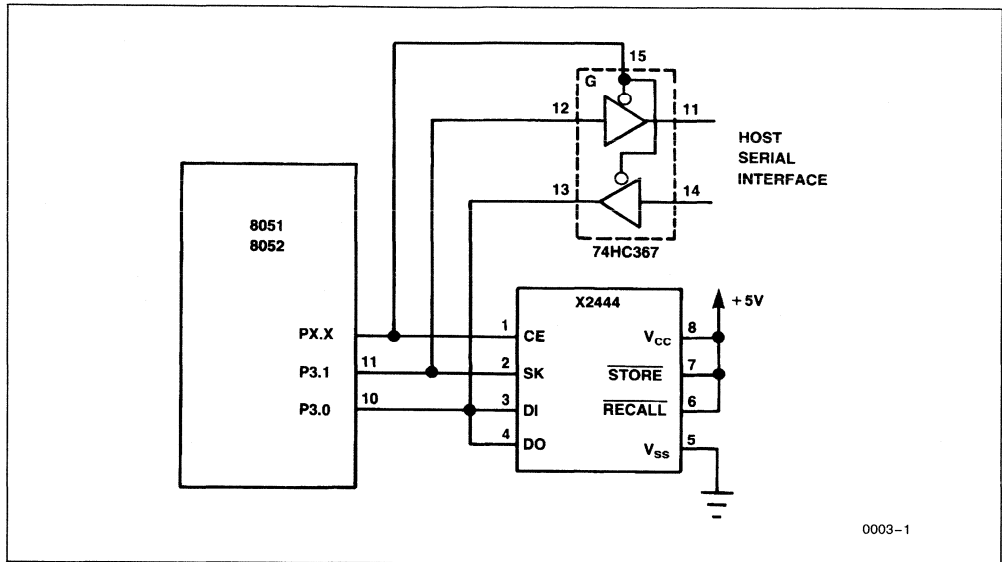 15
G
12
11
HOST
SERIAL
INTERFACE
13
14
74HC367
8051
8052
X2444
+5V
PX.X
1
CE
VCC
8
P3.1
11
2
SK
STORE
7
P3.0
10
3
DI
RECALL
6
4
DO
VSS
5
0003-1